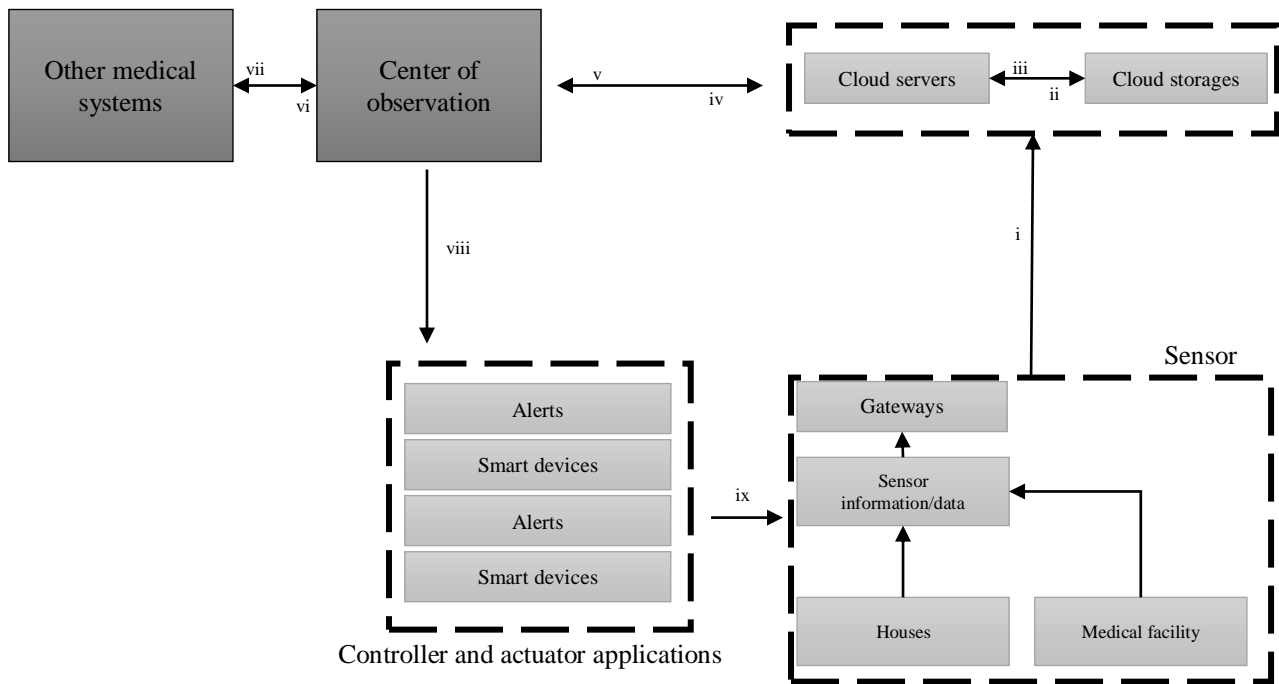 Other medical
systems
vii
vi
Center of
observation
v
iv
Cloud servers
iii
ii
Cloud storages
viii
i
Sensor
Alerts
Smart devices
Alerts
Smart devices
Controller and actuator applications
ix
Gateways
Sensor
information/data
Houses
Medical facility